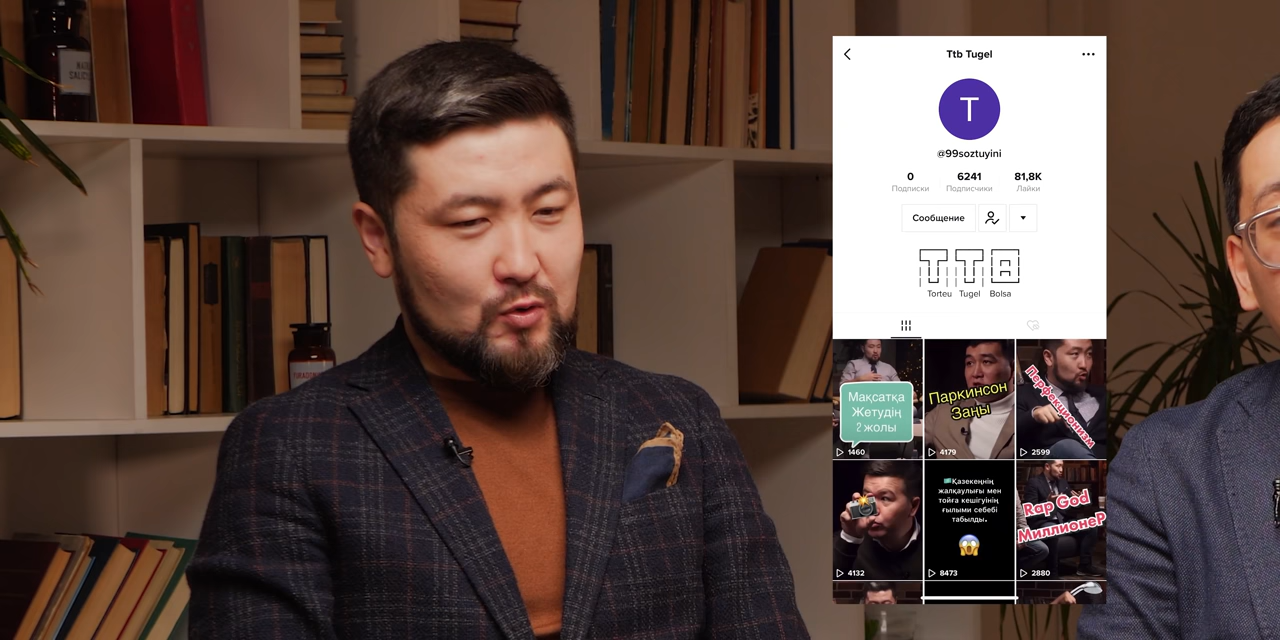 Ttb Tugel
T
@99soztuyini
0 6241 81,8K
Подписки Подписчики Лайки
Сообщение
TTB
Torteu Tugel Bolsa
Мақсатқа
Жетудің
2 жолы
1460
Паркинсон
Заңы
4179
Перфекционизм
2599
4132
Қазекеңнің
жалқаулығы мен
тойға кешігуінің
ғылыми себебі
табылды.
8473
Rap God
МиллионеР
2880